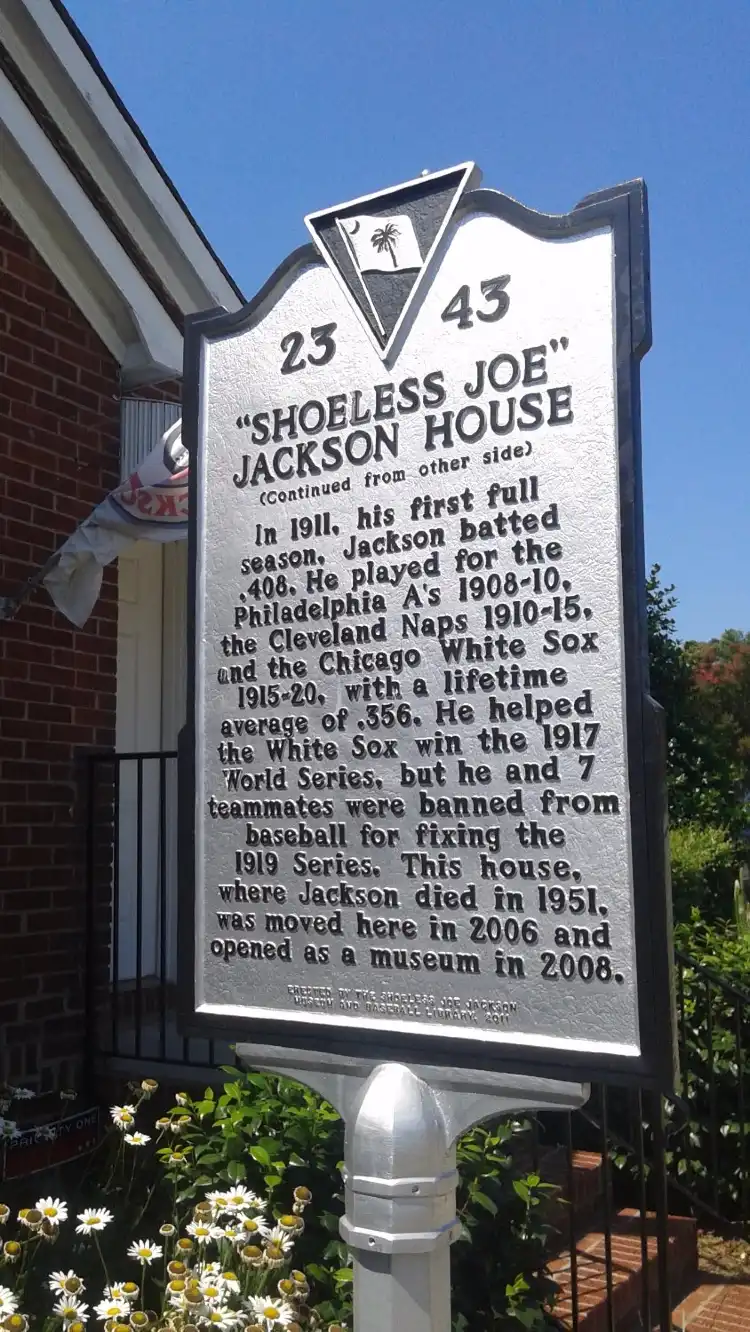 23 43
“SHOELESS JOE”
JACKSON HOUSE
(Continued from other side)
In 1911, his first full
season, Jackson batted
.408. He played for the
Philadelphia A's 1908-10,
the Cleveland Naps 1910-15,
and the Chicago White Sox
1915-20, with a lifetime
average of .356. He helped
the White Sox win the 1917
World Series, but he and 7
teammates were banned from
baseball for fixing the
1919 Series. This house,
where Jackson died in 1951,
was moved here in 2006 and
opened as a museum in 2008.
ERECTED BY THE SHOELESS JOE JACKSON
MUSEUM AND BASEBALL LIBRARY, 2011